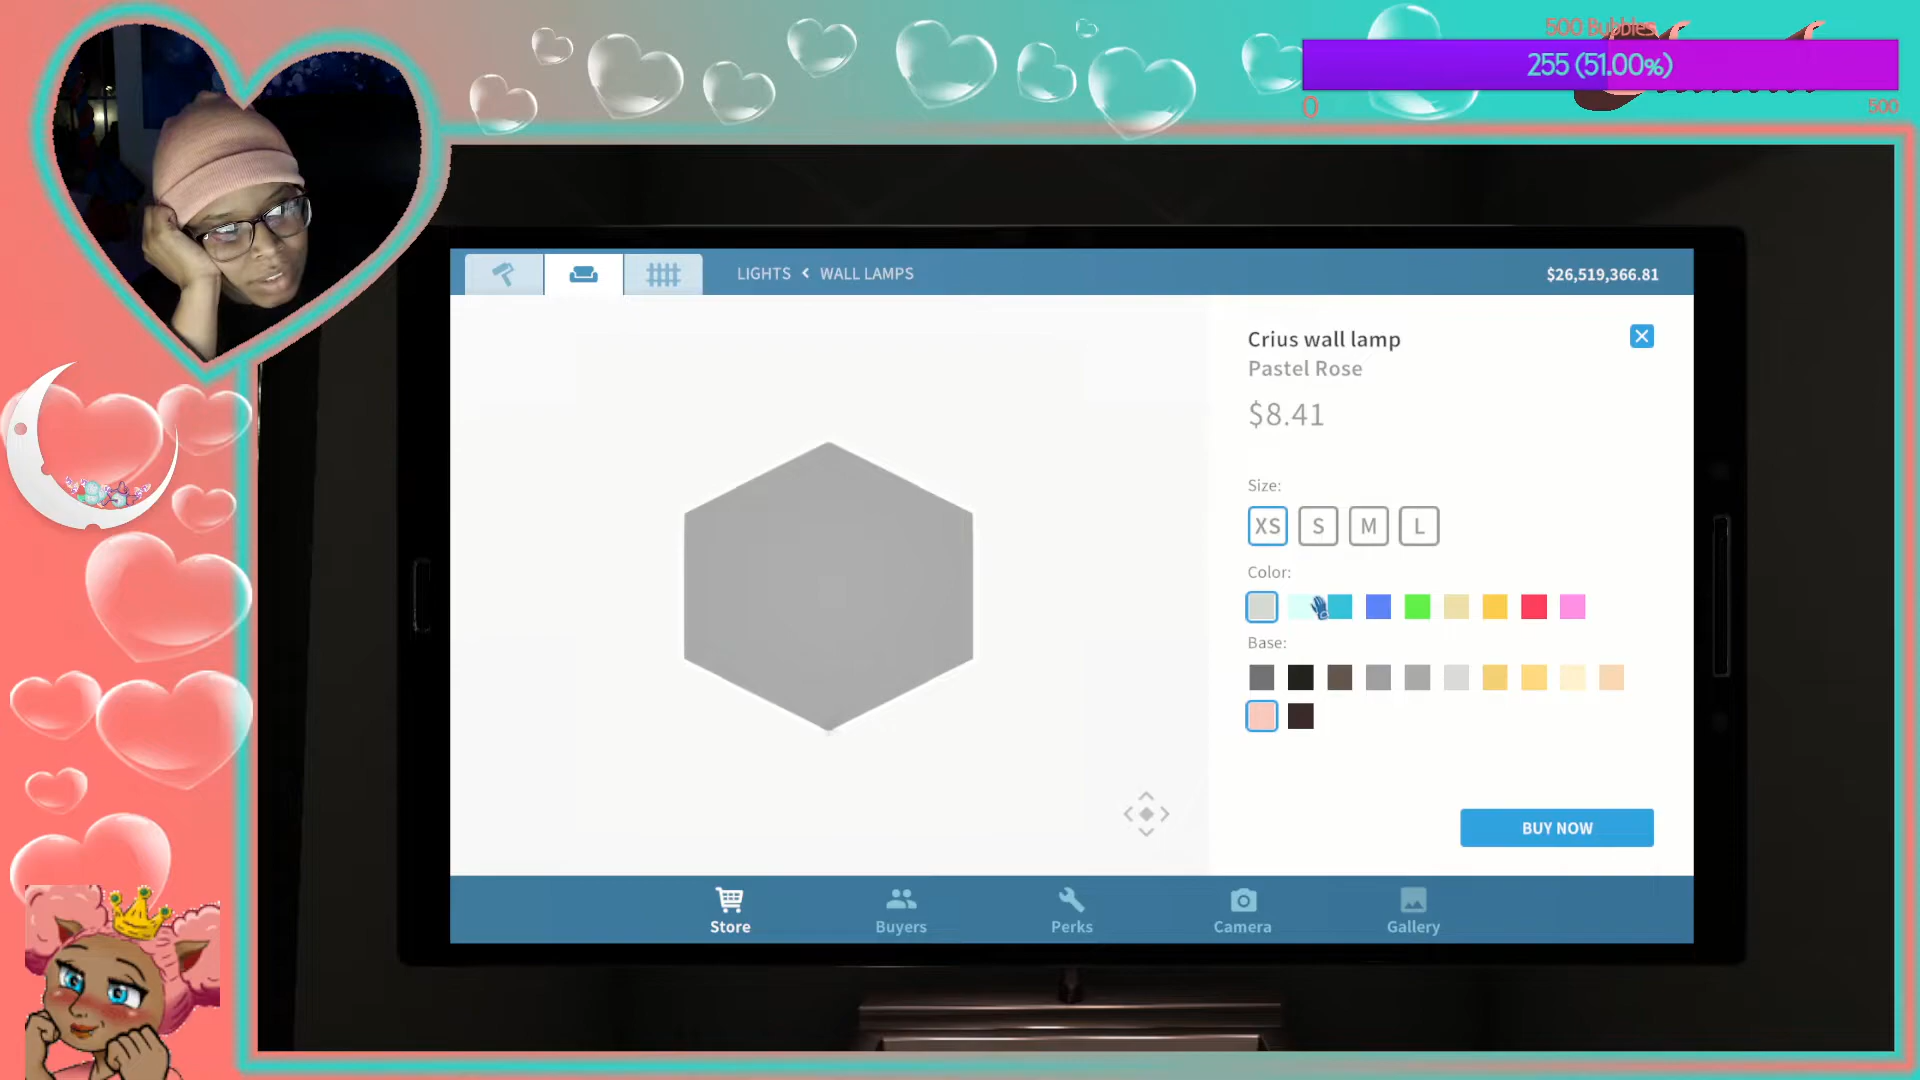 500 Bubbles
255 (51.00%)
0
500
LIGHTS < WALL LAMPS
$26,519,366.81
Crius wall lamp
Pastel Rose
$8.41
Size:
XS S M L
Color:
Base:
BUY NOW
Store Buyers Perks Camera Gallery